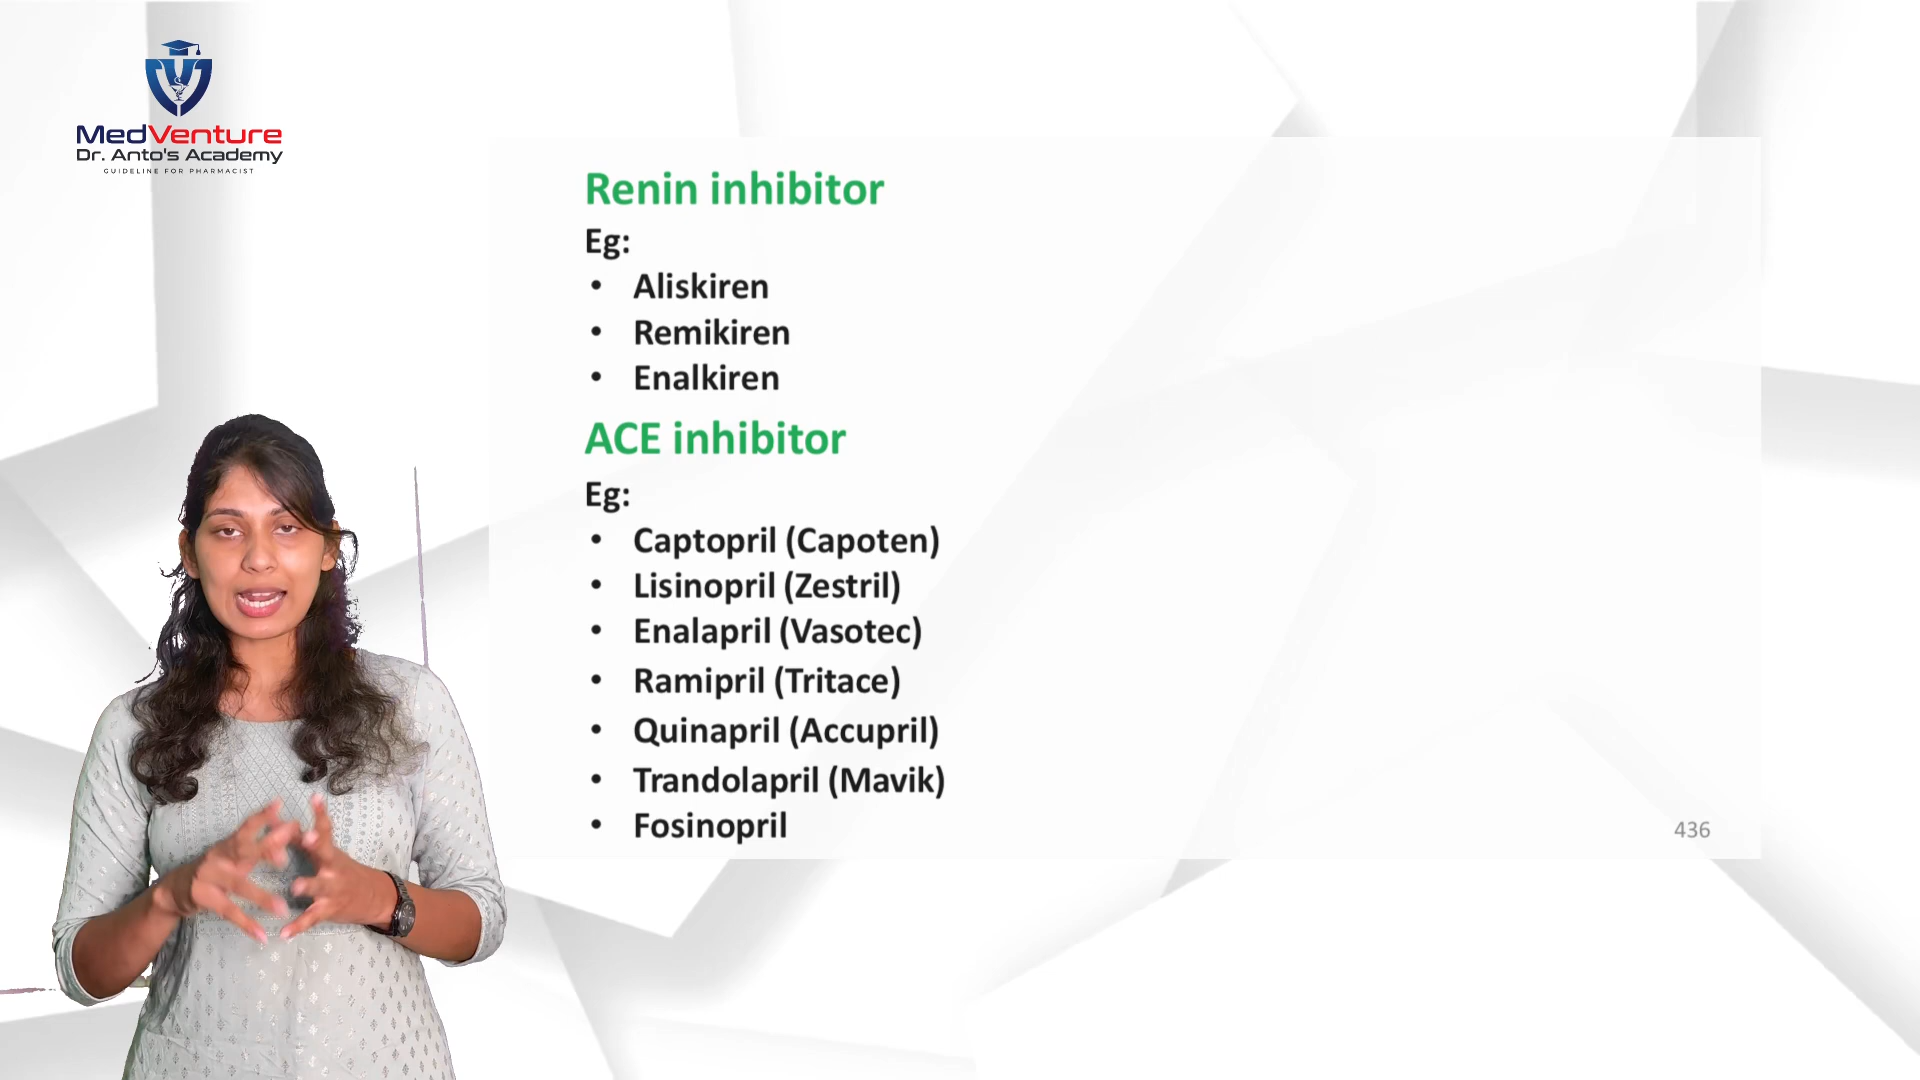 MedVenture
Dr. Anto's Academy
GUIDELINE FOR PHARMACIST
Renin inhibitor
Eg:
• Aliskiren
• Remikiren
• Enalkiren
ACE inhibitor
Eg:
• Captopril (Capoten)
• Lisinopril (Zestril)
• Enalapril (Vasotec)
• Ramipril (Tritace)
• Quinapril (Accupril)
• Trandolapril (Mavik)
• Fosinopril
436